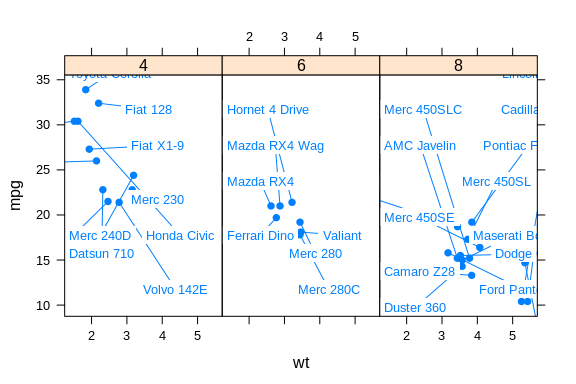 2 3 4 5
4 6 8
Toyota Corolla
Fiat 128
Fiat X1-9
Merc 230
Merc 240D
Honda Civic
Datsun 710
Volvo 142E
Hornet 4 Drive
Mazda RX4 Wag
Mazda RX4
Ferrari Dino
Valiant
Merc 280
Merc 280C
Merc 450SLC
AMC Javelin
Pontiac F
Merc 450SL
Merc 450SE
Dodge
Camaro Z28
Duster 360
35
30
25
20
15
10
mpg
2 3 4 5
2 3 4 5
wt